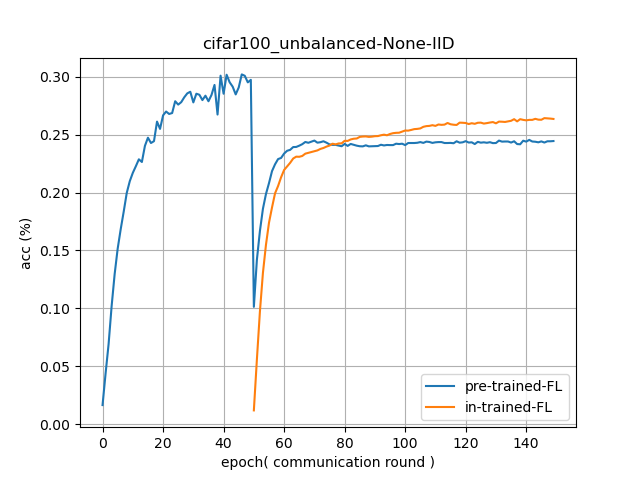 cifar100_unbalanced-None-IID
acc (%)
0.30
0.25
0.20
0.15
0.10
0.05
0.00
0 20 40 60 80 100 120 140
epoch( communication round )
pre-trained-FL
in-trained-FL